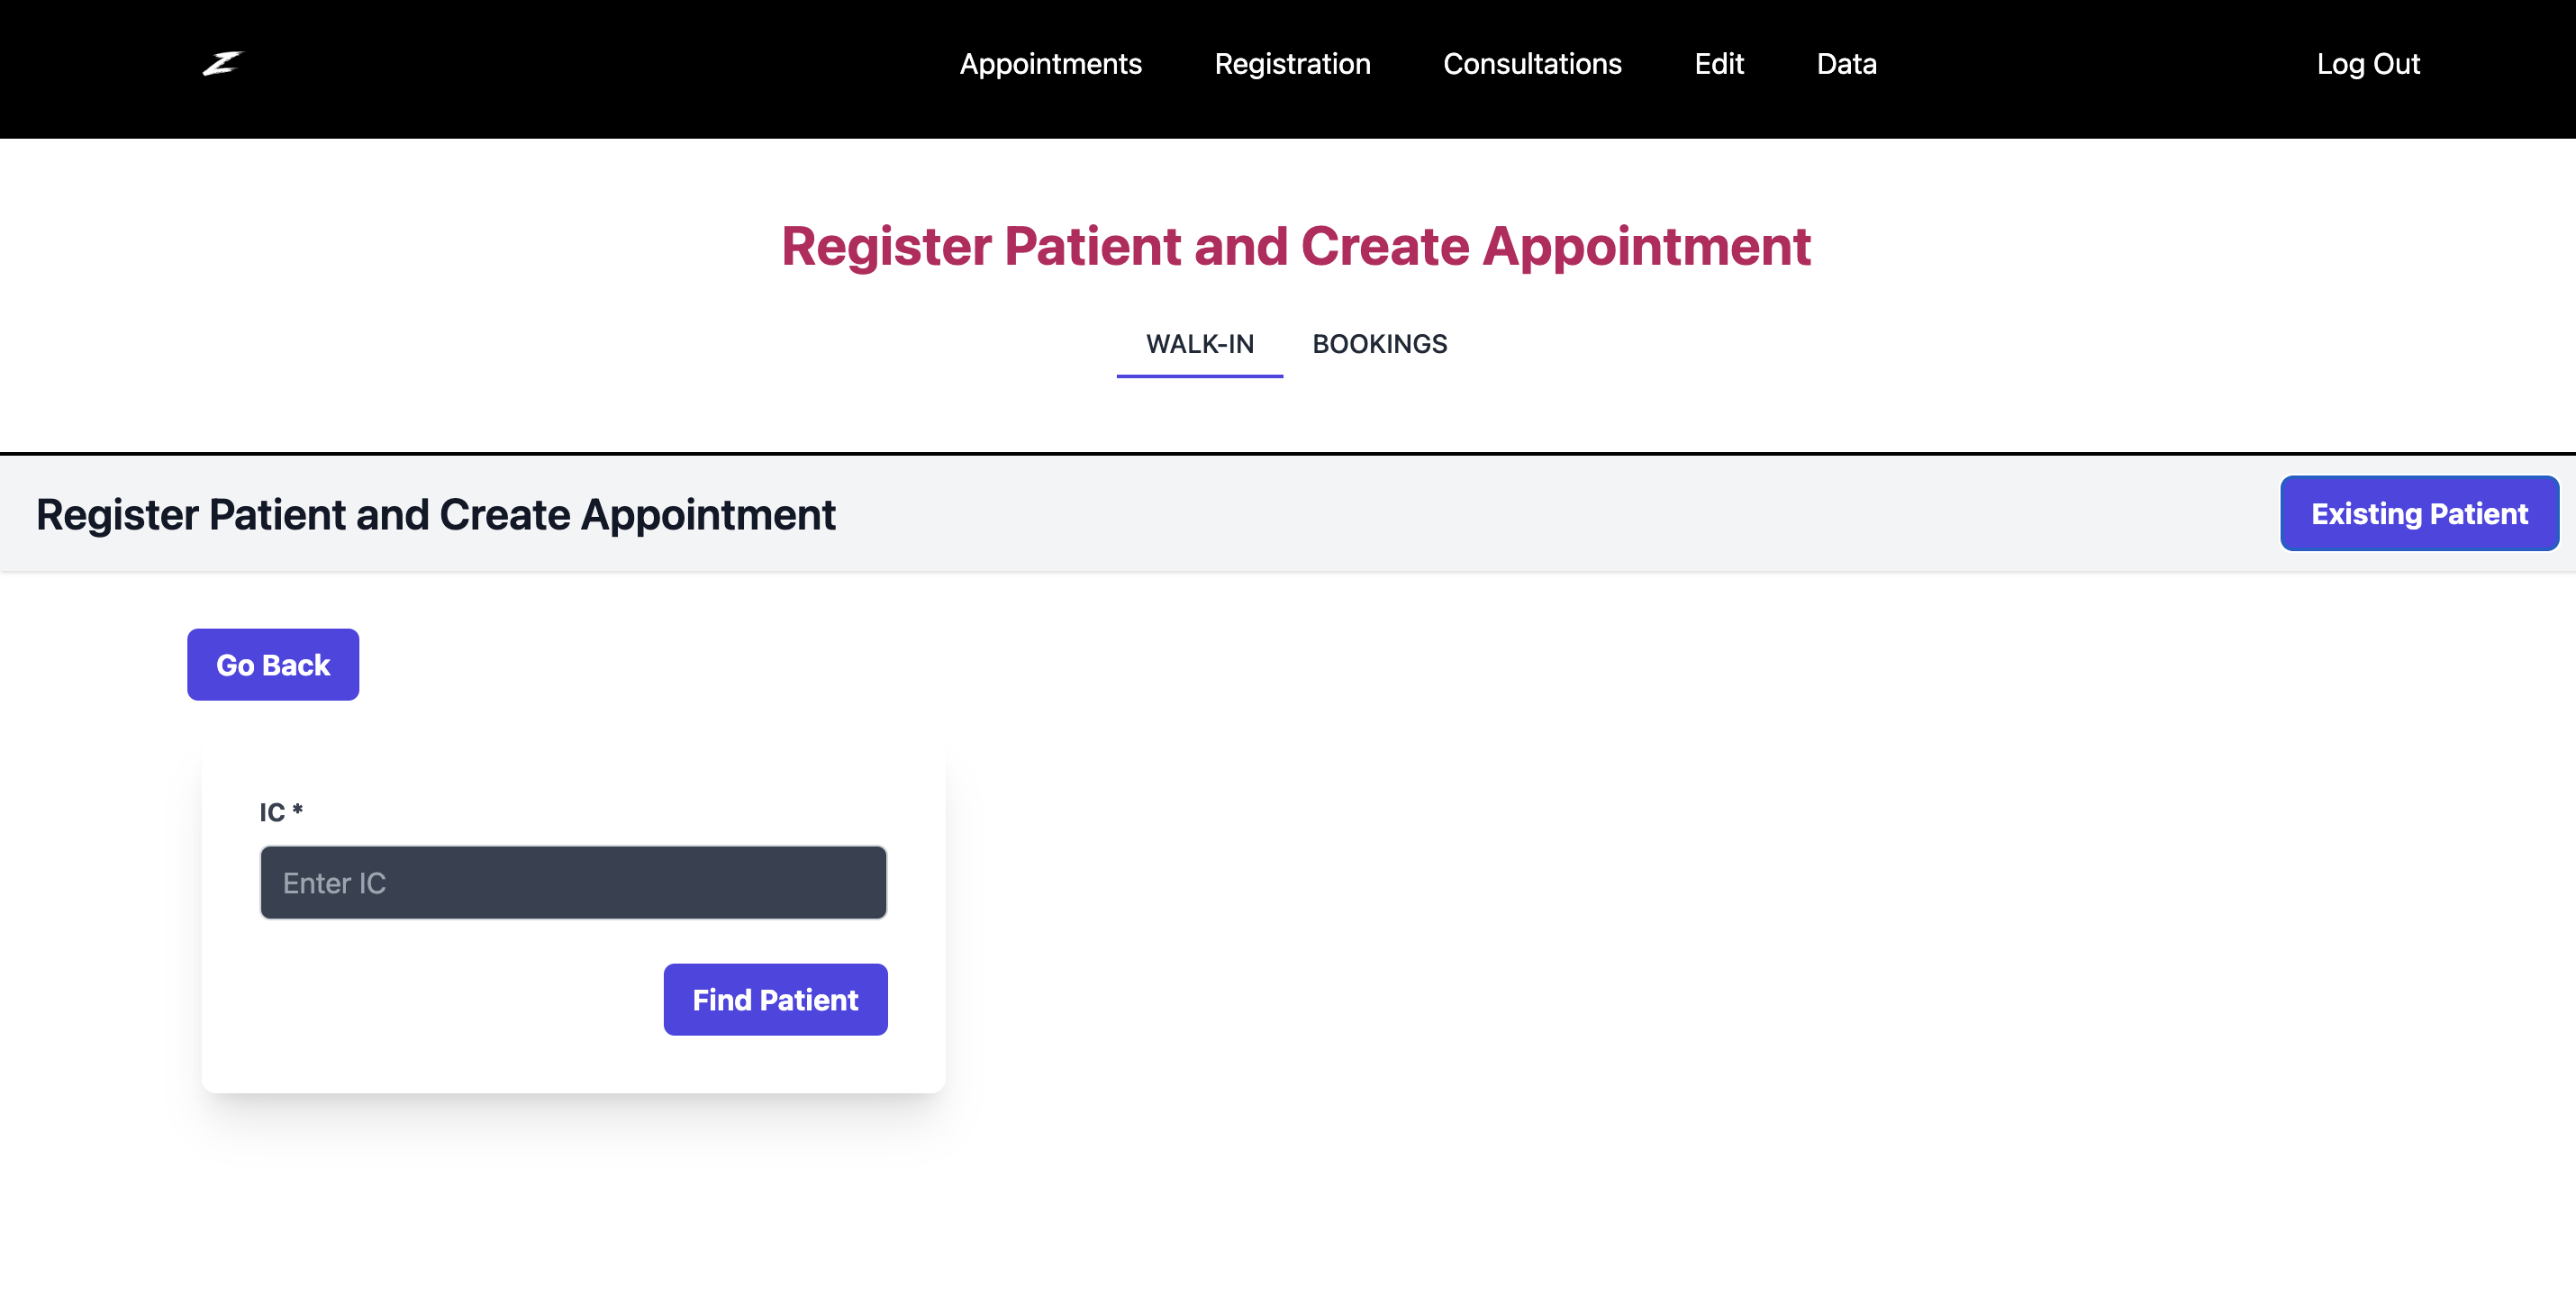 Appointments Registration Consultations Edit Data Log Out
Register Patient and Create Appointment
WALK-IN BOOKINGS
Register Patient and Create Appointment Existing Patient
Go Back
IC *
Enter IC
Find Patient